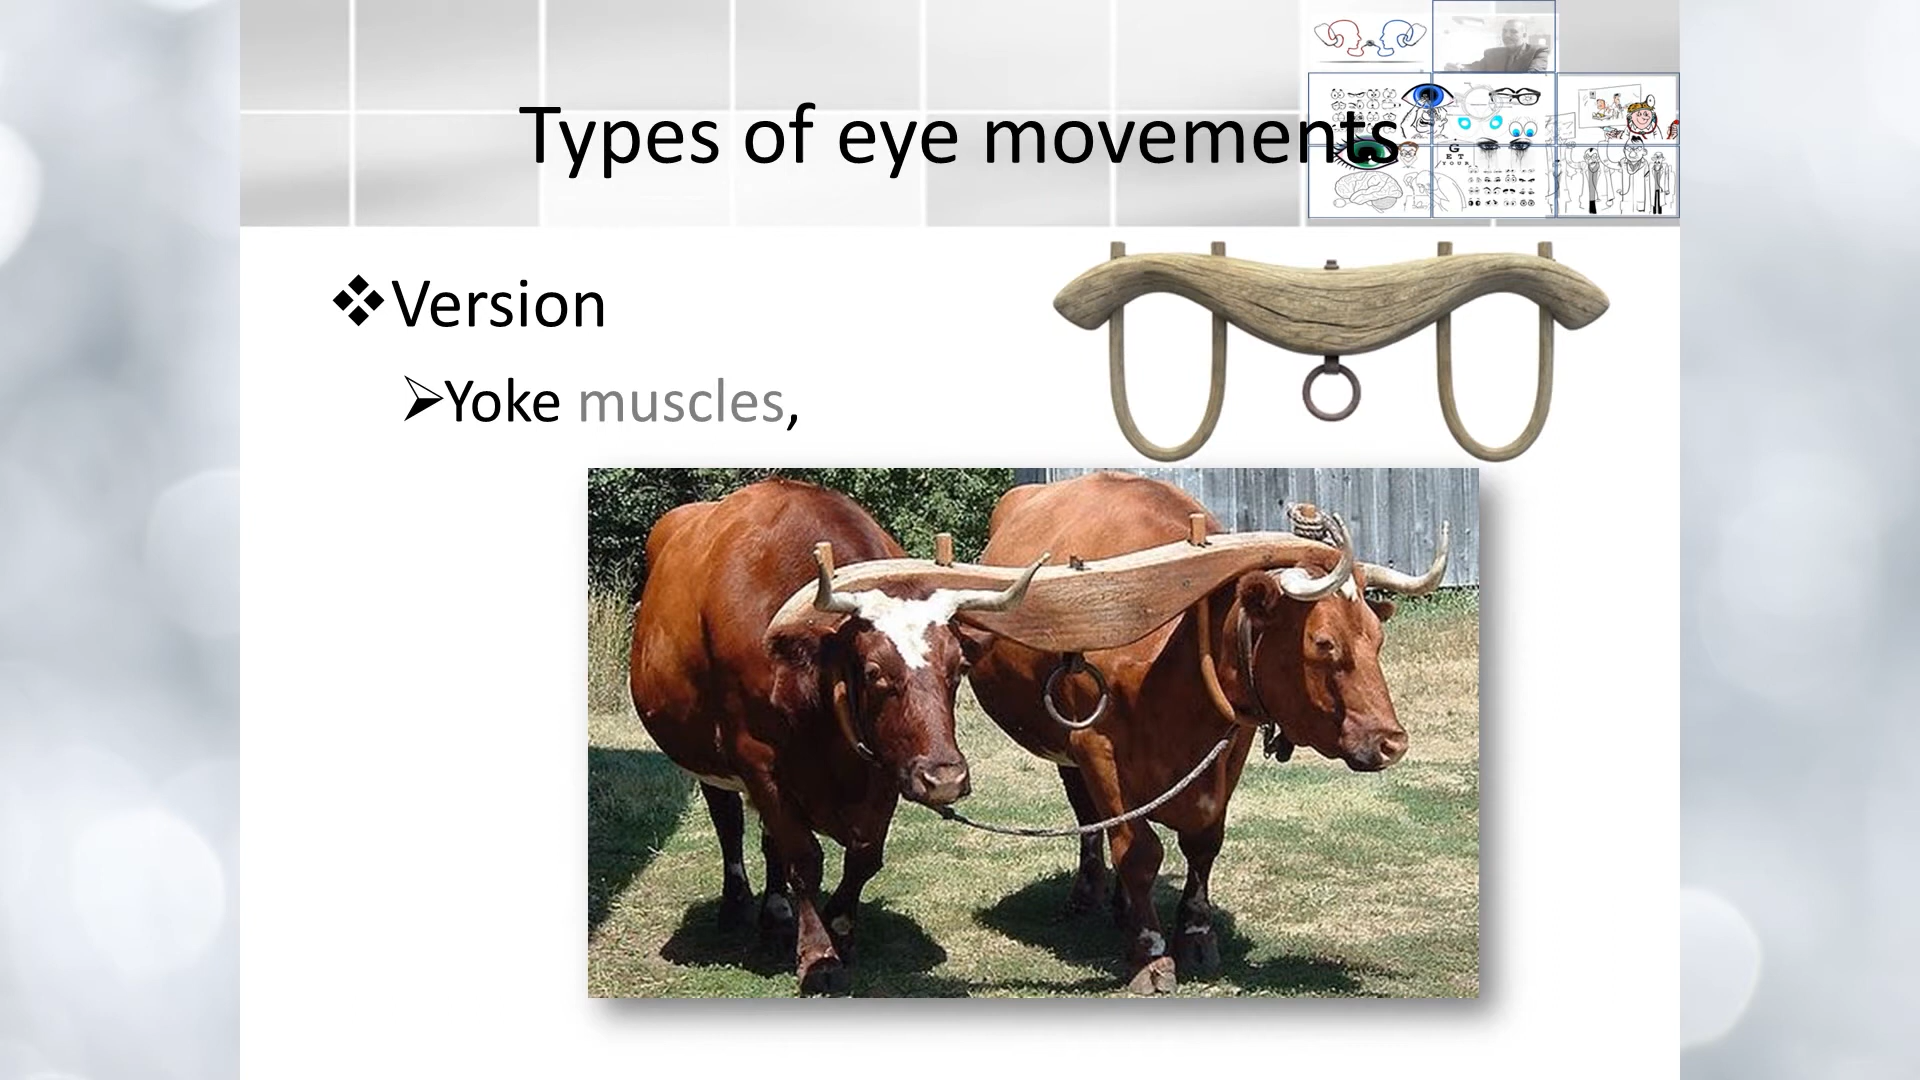 Types of eye movements
Version
Yoke muscles,
G
E T
Y O U R